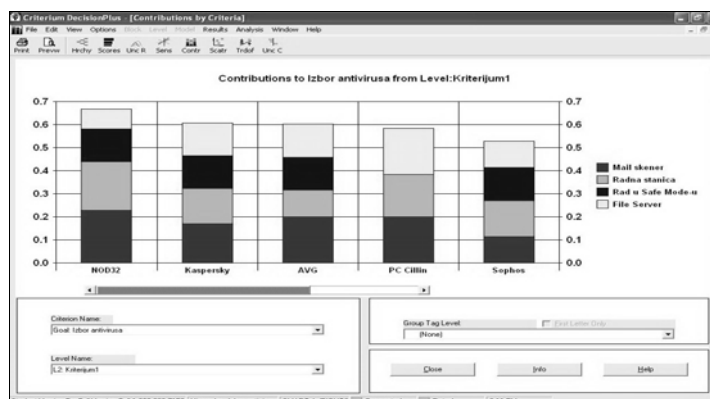 Criterium DecisionPlus - [Contributions by Criteria]
File Edit View Options Block Level Model Results Analysis Window Help
Print Prevw Hrchy Scores Unc R Sens Contr Scatr Trdof Unc C
Contributions to Izbor antivirusa from Level:Kriterijum1
0.7 0.7
0.6 0.6
0.5 0.5
0.4 0.4
0.3 0.3
0.2 0.2
0.1 0.1
0.0 0.0
Mail skener
Radna stanica
Rad u Safe Mode-u
File Server
NOD32 Kaspersky AVG PC Cillin Sophos
Criterion Name:
Goal: Izbor antivirusa
Level Name:
L2: Kriterijum1
Group Tag Level: First Letter Only
(None)
Close Info Help